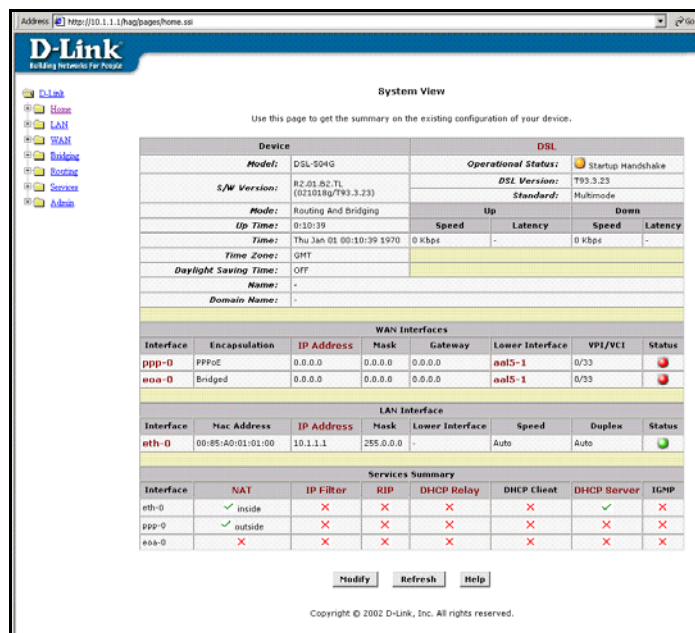 Address http://10.1.1.1/hag/pages/home.ssi Go
D-Link
Building Networks For People
D-Link
Home
LAN
WAN
Bridging
Routing
Services
Admin
System View
Use this page to get the summary on the existing configuration of your device.
Device DSL
Model: DSL-504G Operational Status: Startup Handshake
S/W Version: R2.01.B2.TL (021018g/T93.3.23) DSL Version: T93.3.23
Standard: Multimode
Mode: Routing And Bridging Up Down
Up Time: 0:10:39 Speed Latency Speed Latency
Time: Thu Jan 01 00:10:39 1970 0 Kbps - 0 Kbps -
Time Zone: GMT
Daylight Saving Time: OFF
Name: -
Domain Name: -
WAN Interfaces
Interface Encapsulation IP Address Mask Gateway Lower Interface VPI/VCI Status
ppp-0 PPPoE 0.0.0.0 0.0.0.0 0.0.0.0 aal5-1 0/33
eoa-0 Bridged 0.0.0.0 0.0.0.0 0.0.0.0 aal5-1 0/33
LAN Interface
Interface Mac Address IP Address Mask Lower Interface Speed Duplex Status
eth-0 00:85:A0:01:01:00 10.1.1.1 255.0.0.0 - Auto Auto
Services Summary
Interface NAT IP Filter RIP DHCP Relay DHCP Client DHCP Server IGMP
eth-0 ✓ inside ✗ ✗ ✗ ✗ ✓ ✗
ppp-0 ✓ outside ✗ ✗ ✗ ✗ ✗ ✗
eoa-0 ✗ ✗ ✗ ✗ ✗ ✗ ✗
Modify Refresh Help
Copyright © 2002 D-Link, Inc. All rights reserved.